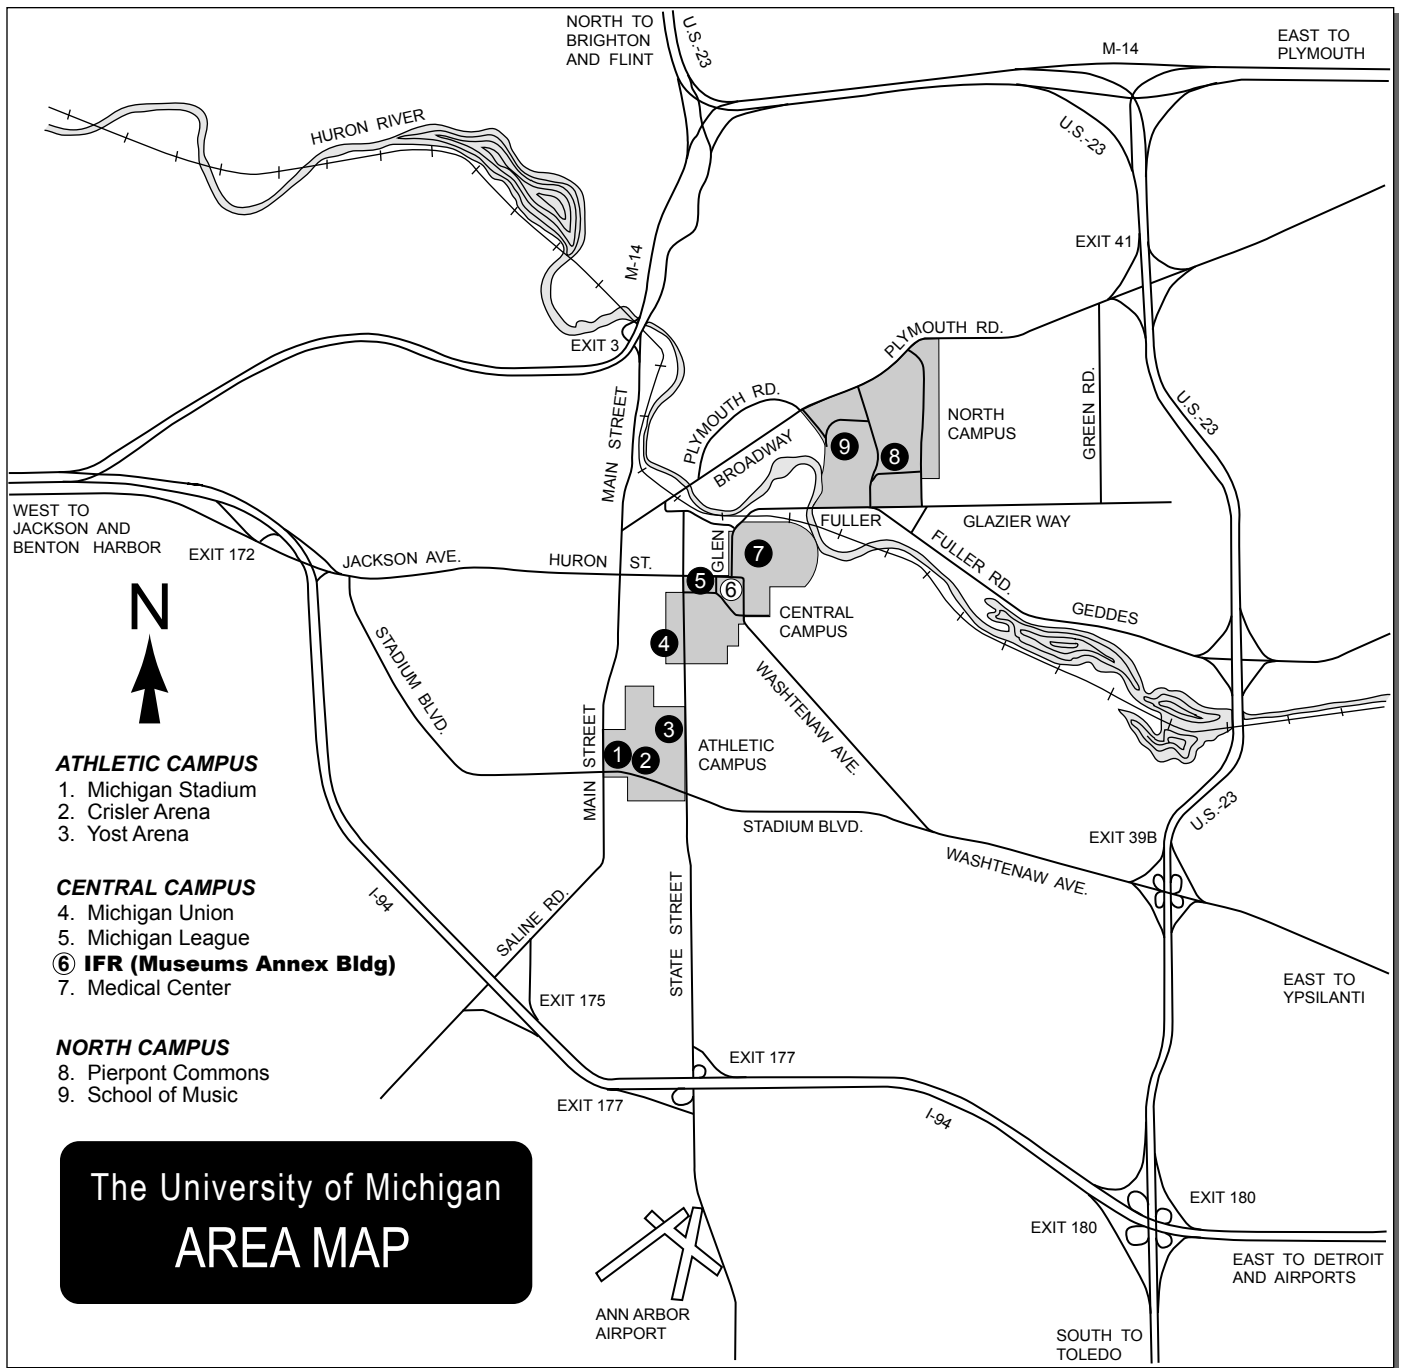 NORTH TO
BRIGHTON
AND FLINT
U.S.-23
M-14
EAST TO
PLYMOUTH
HURON RIVER
U.S.-23
EXIT 41
M-14
EXIT 3
PLYMOUTH RD.
MAIN STREET
PLYMOUTH RD.
BROADWAY
NORTH
CAMPUS
GREEN RD.
U.S.-23
9
8
WEST TO
JACKSON AND
BENTON HARBOR
EXIT 172
JACKSON AVE.
HURON ST.
GLEN
7
FULLER
GLAZIER WAY
FULLER RD.
GEDDES
5
6
CENTRAL
CAMPUS
4
N
STADIUM BLVD.
WASHTENAW AVE.
MAIN STREET
3
1
2
ATHLETIC
CAMPUS
STADIUM BLVD.
WASHTENAW AVE.
EXIT 39B
U.S.-23
ATHLETIC CAMPUS
1. Michigan Stadium
2. Crisler Arena
3. Yost Arena
CENTRAL CAMPUS
4. Michigan Union
5. Michigan League
6 IFR (Museums Annex Bldg)
7. Medical Center
NORTH CAMPUS
8. Pierpont Commons
9. School of Music
I-94
SALINE RD.
STATE STREET
EAST TO
YPSILANTI
EXIT 175
EXIT 177
EXIT 177
I-94
EXIT 180
EXIT 180
EAST TO DETROIT
AND AIRPORTS
The University of Michigan
AREA MAP
ANN ARBOR
AIRPORT
SOUTH TO
TOLEDO